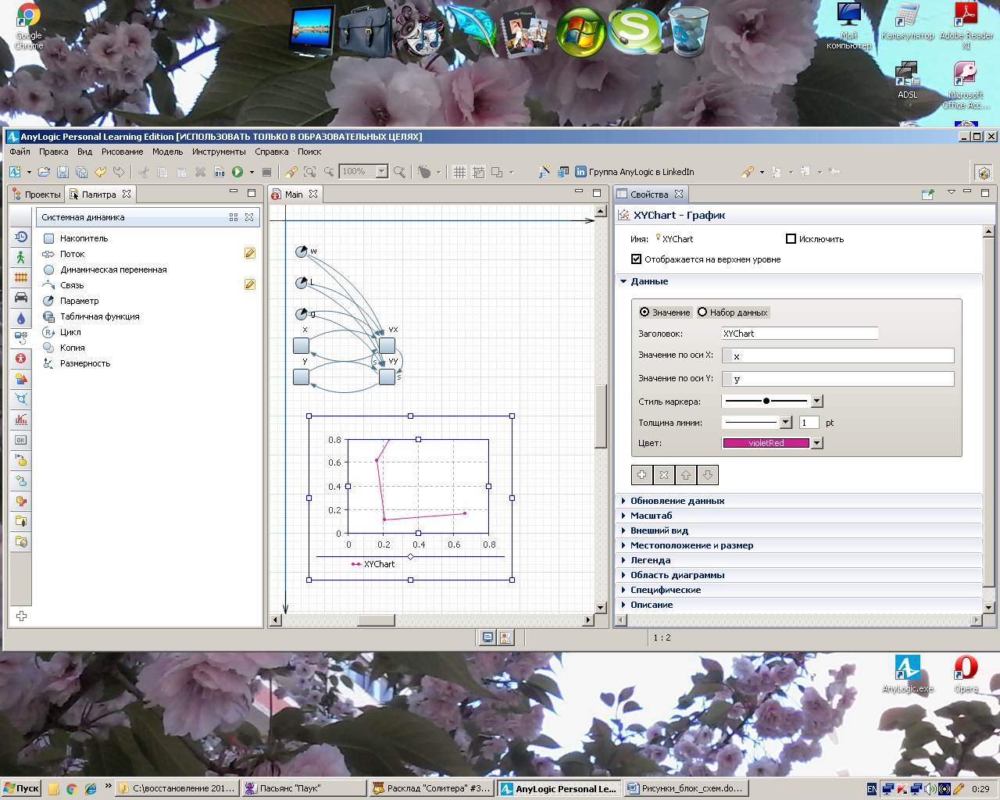 Google Chrome
Мой компьютер
Калькулятор
Adobe Reader XI
ADSL
Microsoft Office Acc...
AnyLogic Personal Learning Edition [ИСПОЛЬЗОВАТЬ ТОЛЬКО В ОБРАЗОВАТЕЛЬНЫХ ЦЕЛЯХ]
Файл Правка Вид Рисование Модель Инструменты Справка Поиск
100%
Группа AnyLogic в LinkedIn
Проекты Палитра
Main
Свойства
Системная динамика
Накопитель
Поток
Динамическая переменная
Связь
Параметр
Табличная функция
Цикл
Копия
Размерность
w
L
g
x
vx
y
s
vy
s
0.8
0.6
0.4
0.2
0
0 0.2 0.4 0.6 0.8
XYChart
XYChart - График
Имя: XYChart
Исключить
Отображается на верхнем уровне
Данные
Значение Набор данных
Заголовок: XYChart
Значение по оси X: x
Значение по оси Y: y
Стиль маркера:
Толщина линии: 1 pt
Цвет: violetRed
Обновление данных
Масштаб
Внешний вид
Местоположение и размер
Легенда
Область диаграммы
Специфические
Описание
1 : 2
AnyLogic.exe
Opera
Пуск
»
C:\восстановление 201...
Пасьянс "Паук"
Расклад "Солитера" #3...
AnyLogic Personal Le...
Рисунки_блок_схем.do...
EN
0:29